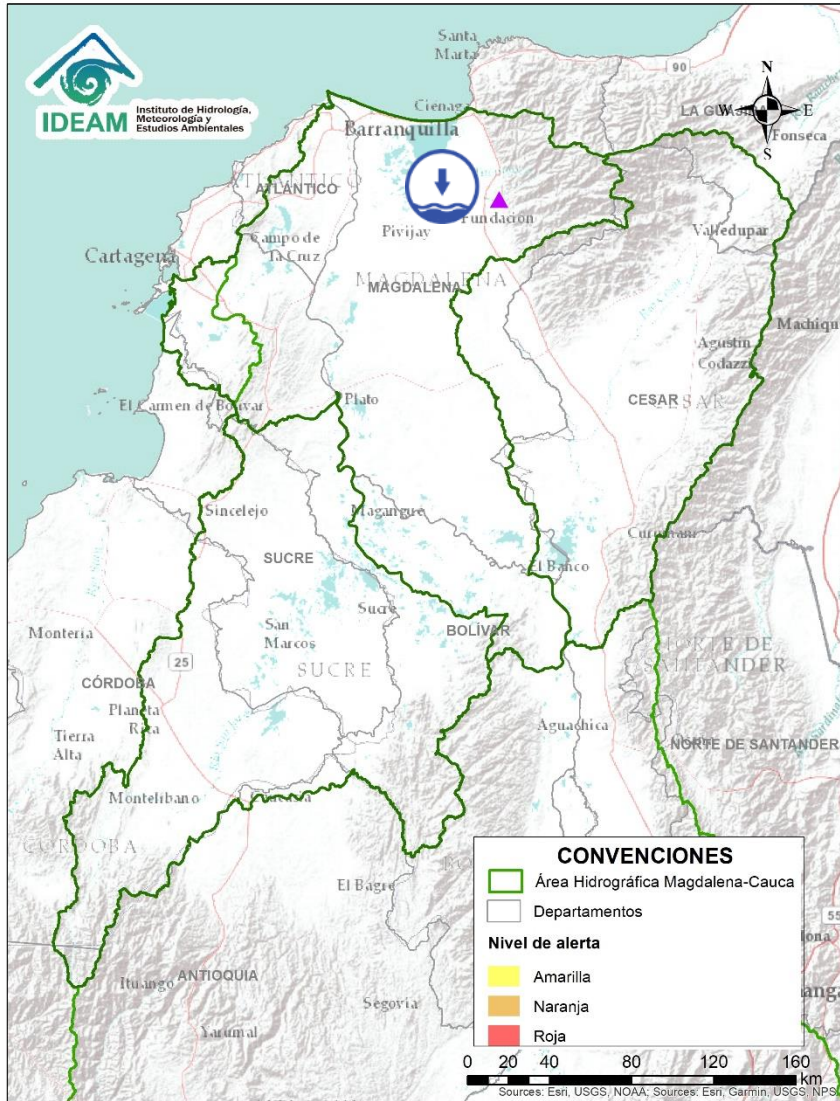 IDEAM
Instituto de Hidrología,
Meteorología y
Estudios Ambientales
Santa
Marta
90
N
W
E
S
LA GUAJIRA
Fonseca
Ciénaga
Barranquilla
ATLÁNTICO
ATLÁNTICO
Fundación
Valledupar
Cartagena
Campo de
la Cruz
Pivijay
MAGDALENA
MAGDALENA
Agustín
Codazzi
CESAR
CESAR
El Carmen de Bolívar
Plato
Sincelejo
Magangué
Curumaní
SUCRE
El Banco
Sucre
BOLÍVAR
Montería
San
Marcos
SUCRE
NORTE DE
SANTANDER
25
CÓRDOBA
Planeta
Rica
Tierra
Alta
Aguachica
NORTE DE SANTANDER
Montelíbano
CÓRDOBA
El Bagre
Ituango
ANTIOQUIA
Segovia
Yarumal
CONVENCIONES
Área Hidrográfica Magdalena-Cauca
Departamentos
Nivel de alerta
Amarilla
Naranja
Roja
55
0 20 40 80 120 160
km
Sources: Esri, USGS, NOAA; Sources: Esri, Garmin, USGS, NPS